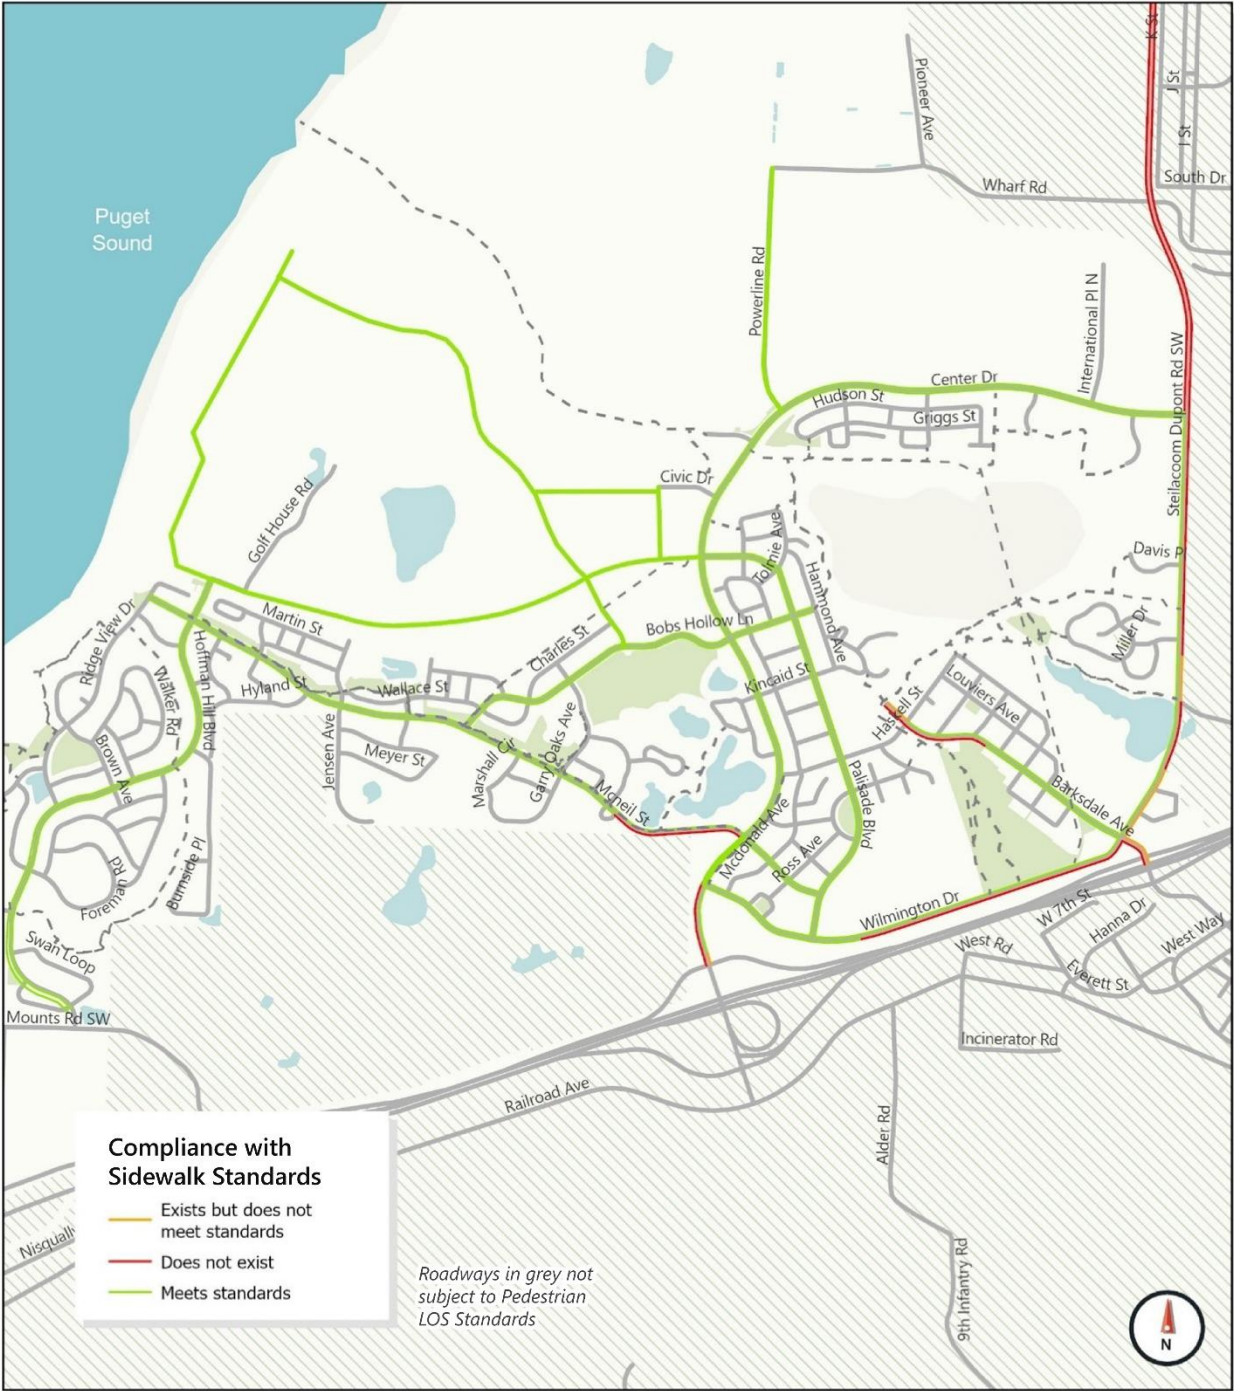 K St
Pioneer Ave
J St
I St
South Dr
Wharf Rd
Puget
Sound
Powerline Rd
International Pl N
Steilacoom Dupont Rd SW
Center Dr
Hudson St
Griggs St
Civic Dr
Golf House Rd
Tolmie Ave
Davis P
Hammond Ave
Ridge View Dr
Martin St
Bobs Hollow Ln
Miller Dr
Charles St
Hoffman Hill Blvd
Walker Rd
Hyland St
Wallace St
Kincaid St
Louviers Ave
Haskell St
Jensen Ave
Meyer St
Marshall Cir
Garry Oaks Ave
Brown Ave
Mcneil St
Palisade Blvd
Barksdale Ave
Mcdonald Ave
Ross Ave
Burnside Pl
Foreman Rd
Wilmington Dr
W 7th St
Hanna Dr
West Way
Swan Loop
West Rd
Everett St
Mounts Rd SW
Incinerator Rd
Railroad Ave
Alder Rd
Compliance with
Sidewalk Standards
Exists but does not
meet standards
Does not exist
Meets standards
Nisqually
Roadways in grey not
subject to Pedestrian
LOS Standards
9th Infantry Rd
N